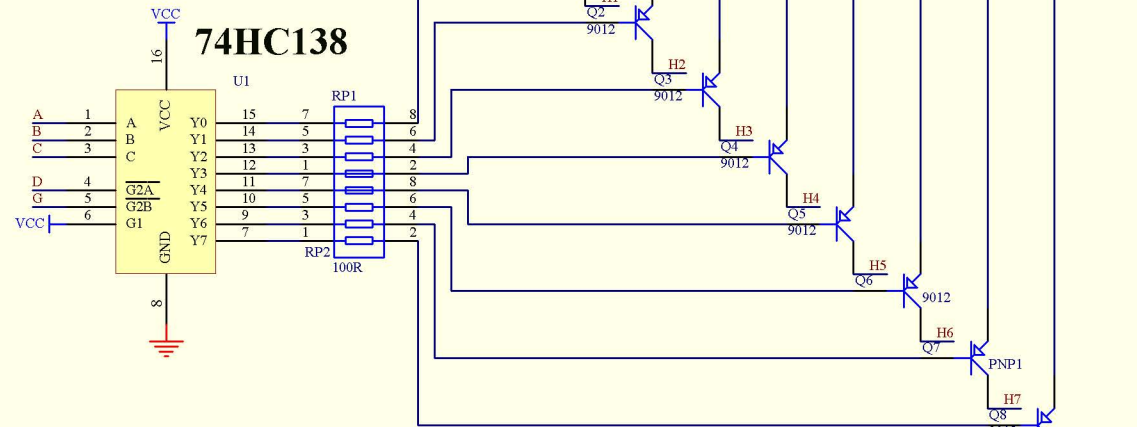 VCC
74HC138
16
U1
Q2
9012
H2
Q3
9012
H3
Q4
9012
H4
Q5
9012
H5
Q6
9012
H6
Q7
PNP1
H7
Q8
RP1
A 1 A VCC Y0 15 7 8
B 2 B Y1 14 5 6
C 3 C Y2 13 3 4
Y3 12 1 2
D 4 G2A Y4 11 7 8
G 5 G2B Y5 10 5 6
VCC 6 G1 Y6 9 3 4
GND Y7 7 1 2
RP2
100R
8